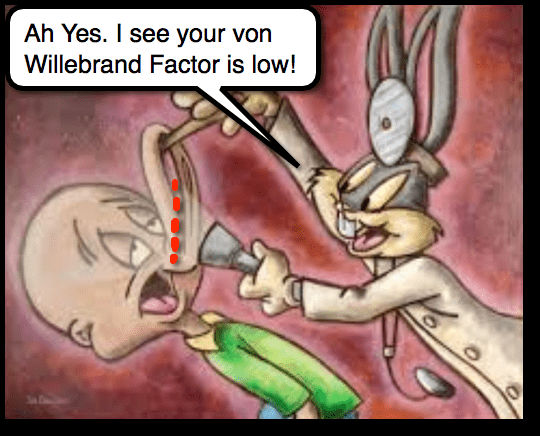 Ah Yes. I see your von
Willebrand Factor is low!